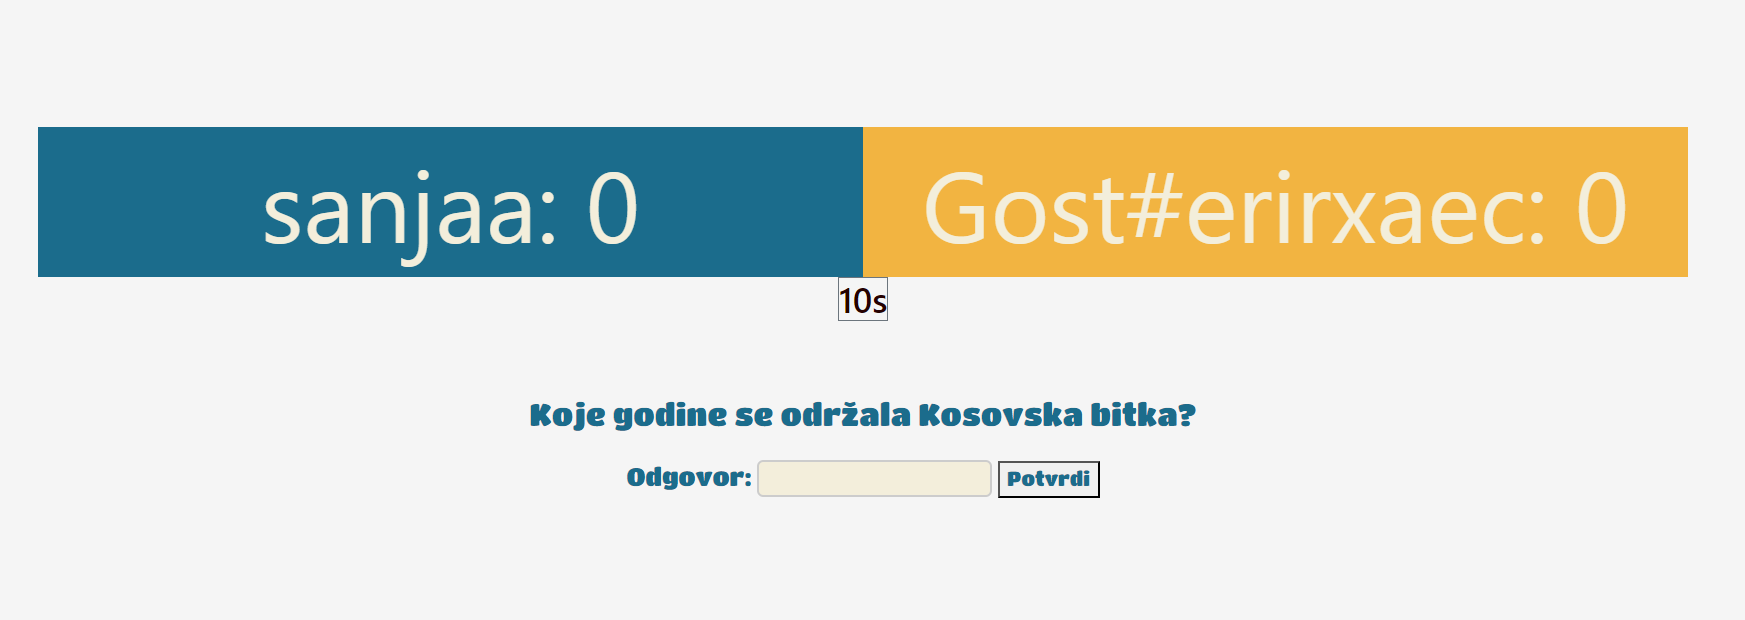 sanjaa: 0
Gost#erirxaec: 0
10s
Koje godine se održala Kosovska bitka?
Odgovor:
Potvrdi